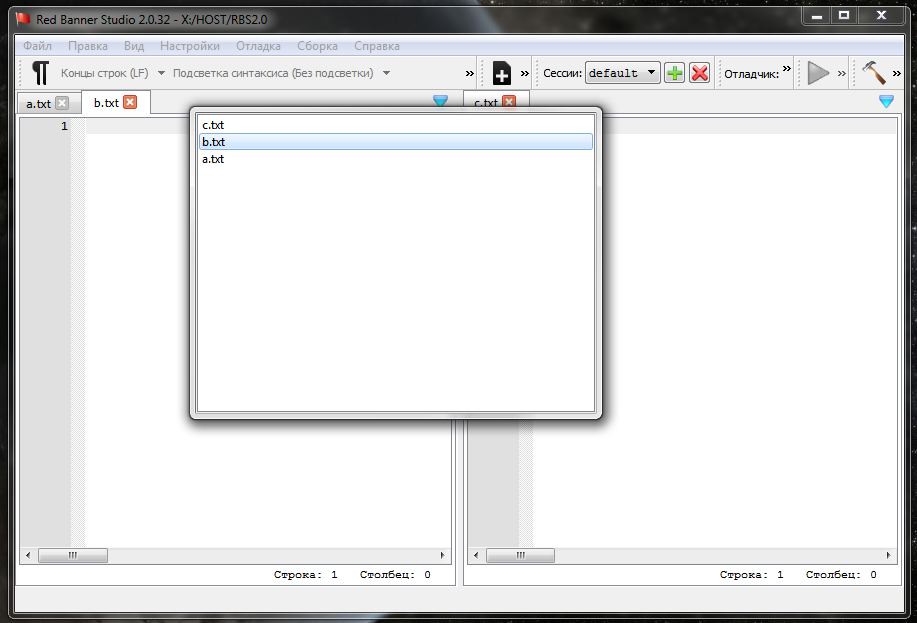 Red Banner Studio 2.0.32 - X:/HOST/RBS2.0
Файл Правка Вид Настройки Отладка Сборка Справка
Концы строк (LF) Подсветка синтаксиса (Без подсветки) » » Сессии: default Отладчик: » » »
a.txt b.txt c.txt
1
c.txt
b.txt
a.txt
Строка: 1 Столбец: 0 Строка: 1 Столбец: 0